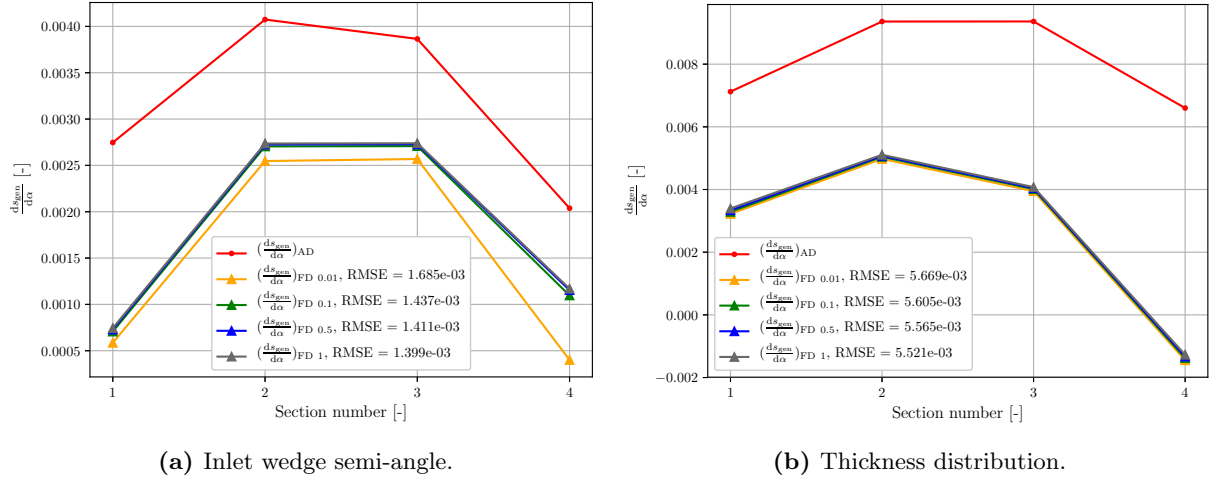 0.0040
0.0035
0.0030
0.0025
0.0020
0.0015
0.0010
0.0005
ds_gen/dα [-]
(ds_gen/dα)_AD
(ds_gen/dα)_FD 0.01, RMSE = 1.685e-03
(ds_gen/dα)_FD 0.1, RMSE = 1.437e-03
(ds_gen/dα)_FD 0.5, RMSE = 1.411e-03
(ds_gen/dα)_FD 1, RMSE = 1.399e-03
1 2 3 4
Section number [-]
(a) Inlet wedge semi-angle.
0.008
0.006
0.004
0.002
0.000
−0.002
ds_gen/dα [-]
(ds_gen/dα)_AD
(ds_gen/dα)_FD 0.01, RMSE = 5.669e-03
(ds_gen/dα)_FD 0.1, RMSE = 5.605e-03
(ds_gen/dα)_FD 0.5, RMSE = 5.565e-03
(ds_gen/dα)_FD 1, RMSE = 5.521e-03
1 2 3 4
Section number [-]
(b) Thickness distribution.